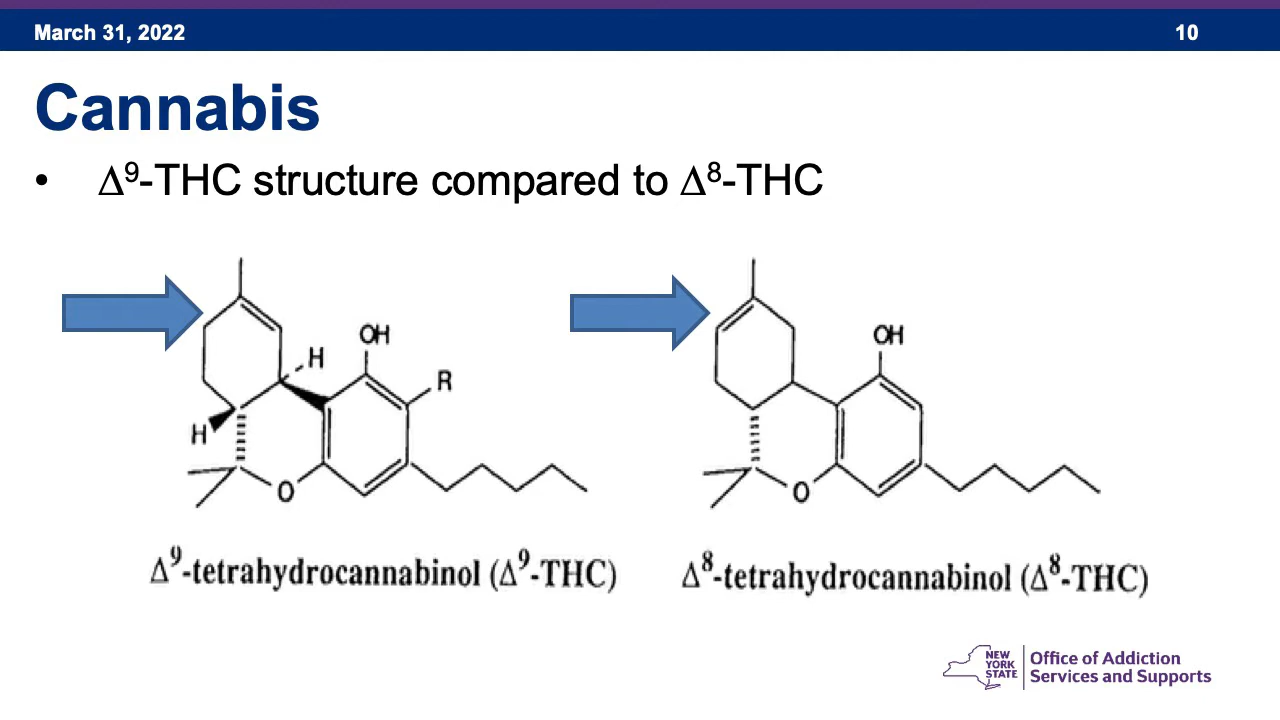 March 31, 2022
10
Cannabis
• Δ⁹-THC structure compared to Δ⁸-THC
OH
H
R
H
O
OH
O
Δ⁹-tetrahydrocannabinol (Δ⁹-THC)
Δ⁸-tetrahydrocannabinol (Δ⁸-THC)
NEW
YORK
STATE
Office of Addiction
Services and Supports